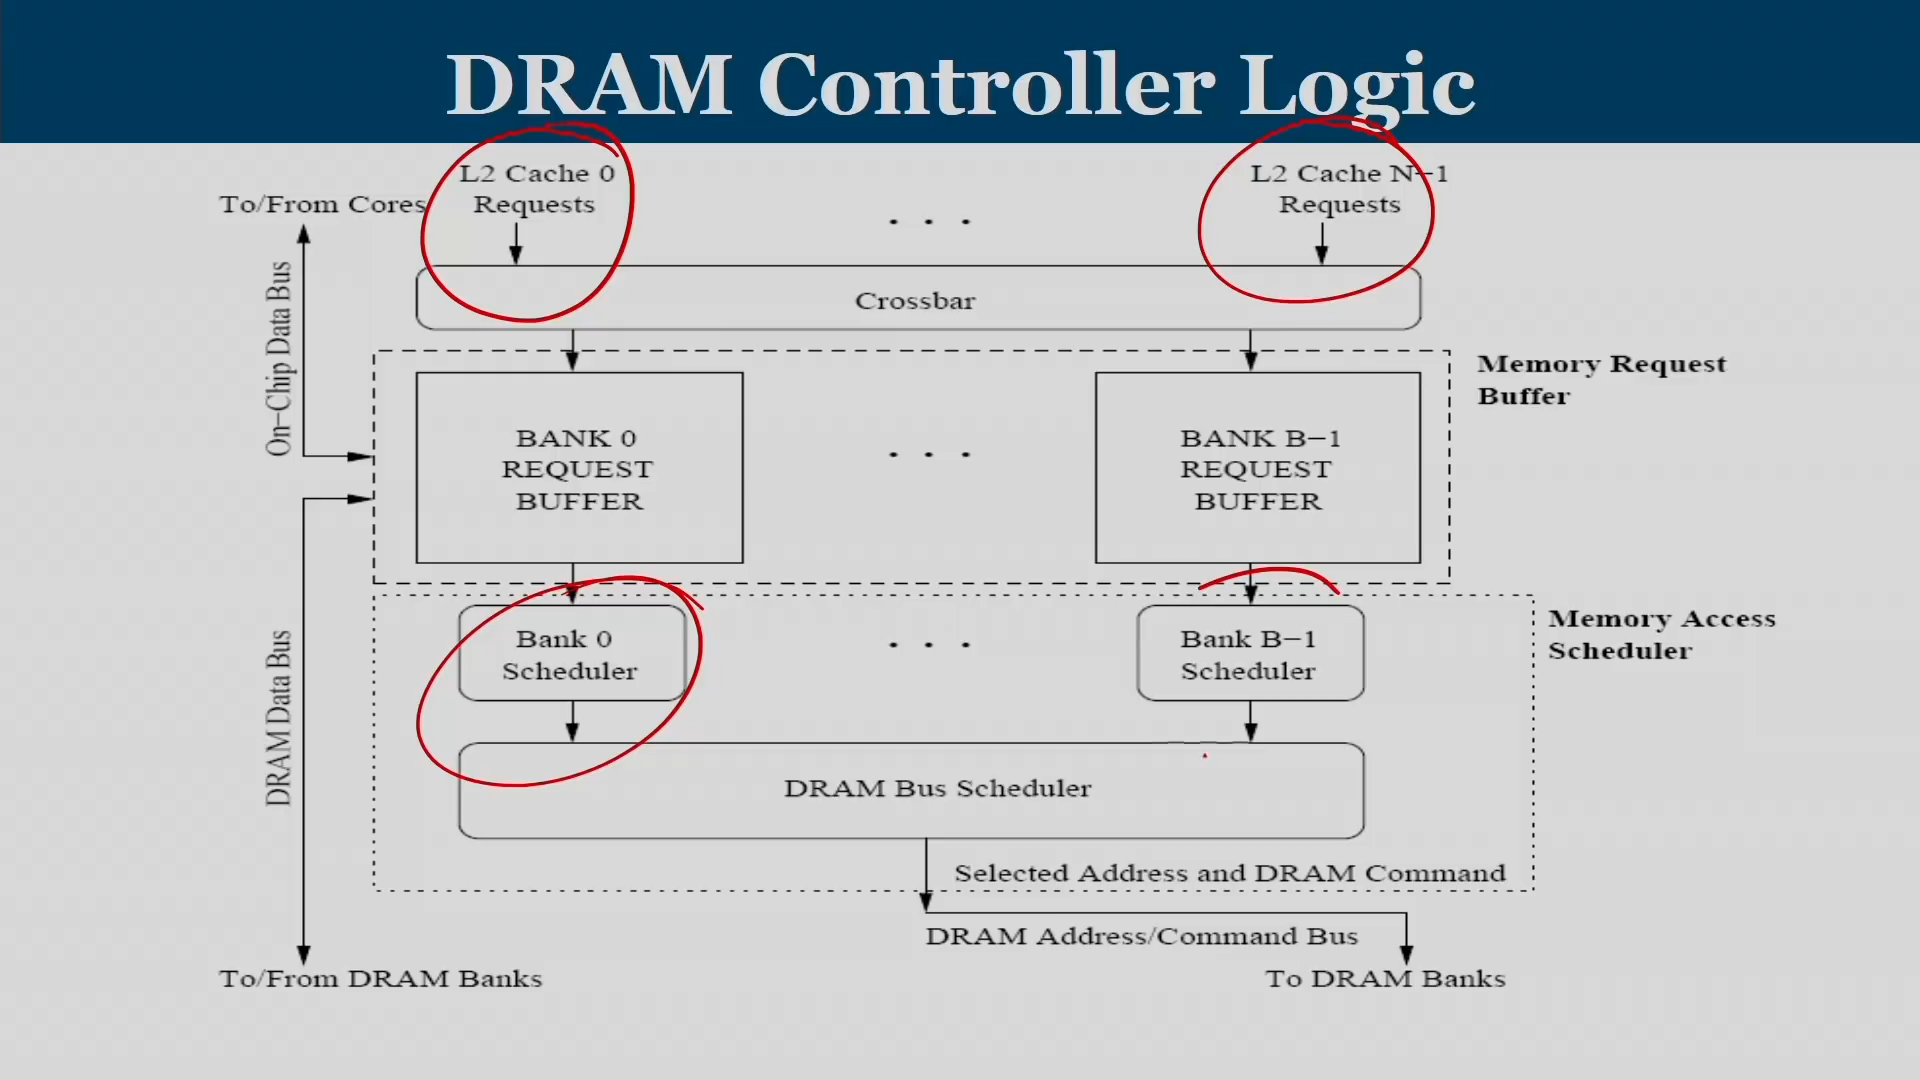 DRAM Controller Logic
L2 Cache 0
Requests
L2 Cache N−1
Requests
To/From Cores
. . .
Crossbar
On−Chip Data Bus
Memory Request
Buffer
BANK 0
REQUEST
BUFFER
. . .
BANK B−1
REQUEST
BUFFER
Memory Access
Scheduler
Bank 0
Scheduler
. . .
Bank B−1
Scheduler
DRAM Data Bus
DRAM Bus Scheduler
Selected Address and DRAM Command
DRAM Address/Command Bus
To/From DRAM Banks
To DRAM Banks